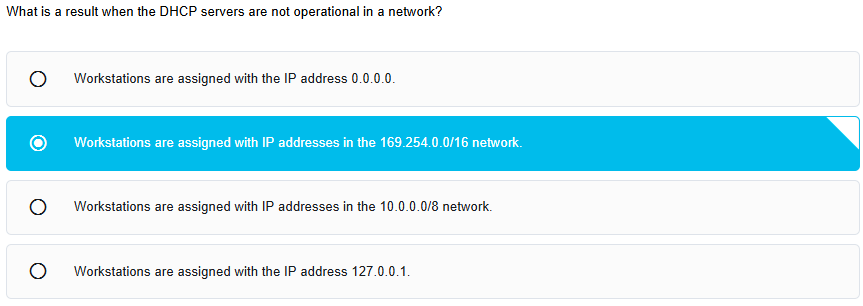 What is a result when the DHCP servers are not operational in a network?
Workstations are assigned with the IP address 0.0.0.0.
Workstations are assigned with IP addresses in the 169.254.0.0/16 network.
Workstations are assigned with IP addresses in the 10.0.0.0/8 network.
Workstations are assigned with the IP address 127.0.0.1.